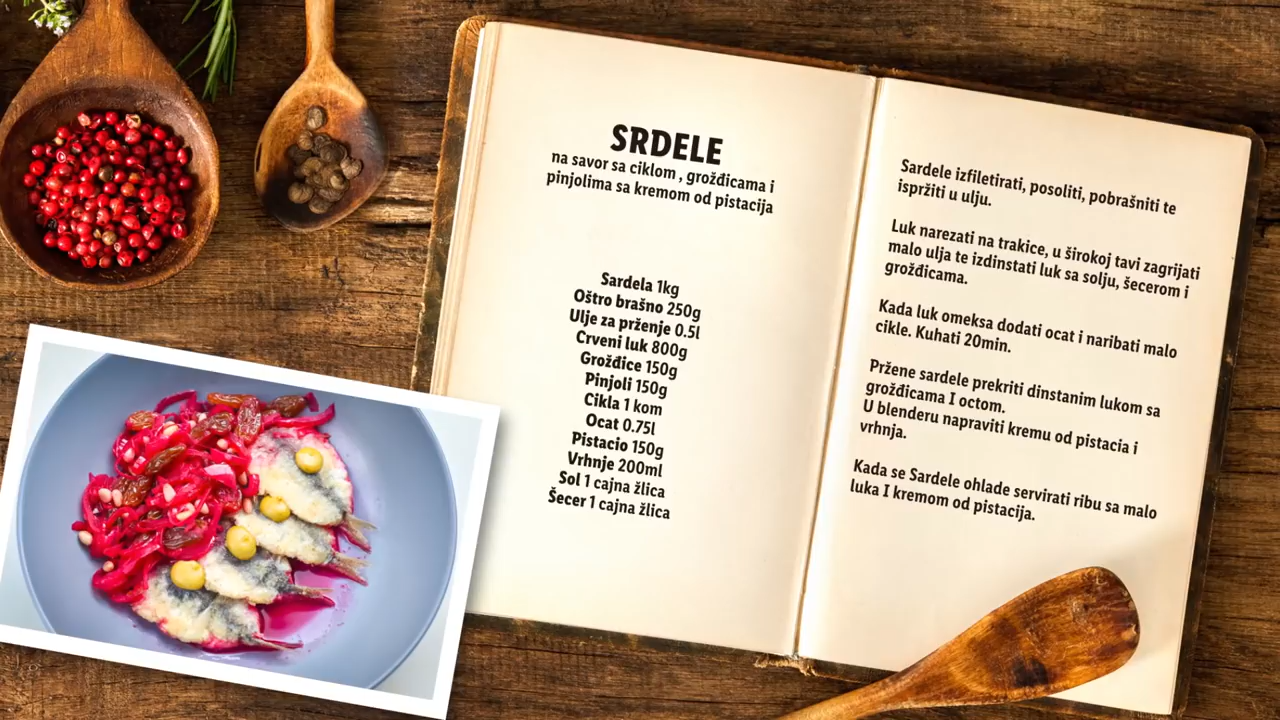 SRDELE
na savor sa ciklom , grožđicama i
pinjolima sa kremom od pistacija
Sardela 1kg
Oštro brašno 250g
Ulje za prženje 0.5l
Crveni luk 800g
Grožđice 150g
Pinjoli 150g
Cikla 1 kom
Ocat 0.75l
Pistacio 150g
Vrhnje 200ml
Sol 1 cajna žlica
Šećer 1 cajna žlica
Sardele izfiletirati, posoliti, pobrašniti te
ispržiti u ulju.
Luk narezati na trakice, u širokoj tavi zagrijati
malo ulja te izdinstati luk sa solju, šećerom i
grožđicama.
Kada luk omeksa dodati ocat i naribati malo
cikle. Kuhati 20min.
Pržene sardele prekriti dinstanim lukom sa
grožđicama I octom.
U blenderu napraviti kremu od pistacia i
vrhnja.
Kada se Sardele ohlade servirati ribu sa malo
luka I kremom od pistacija.